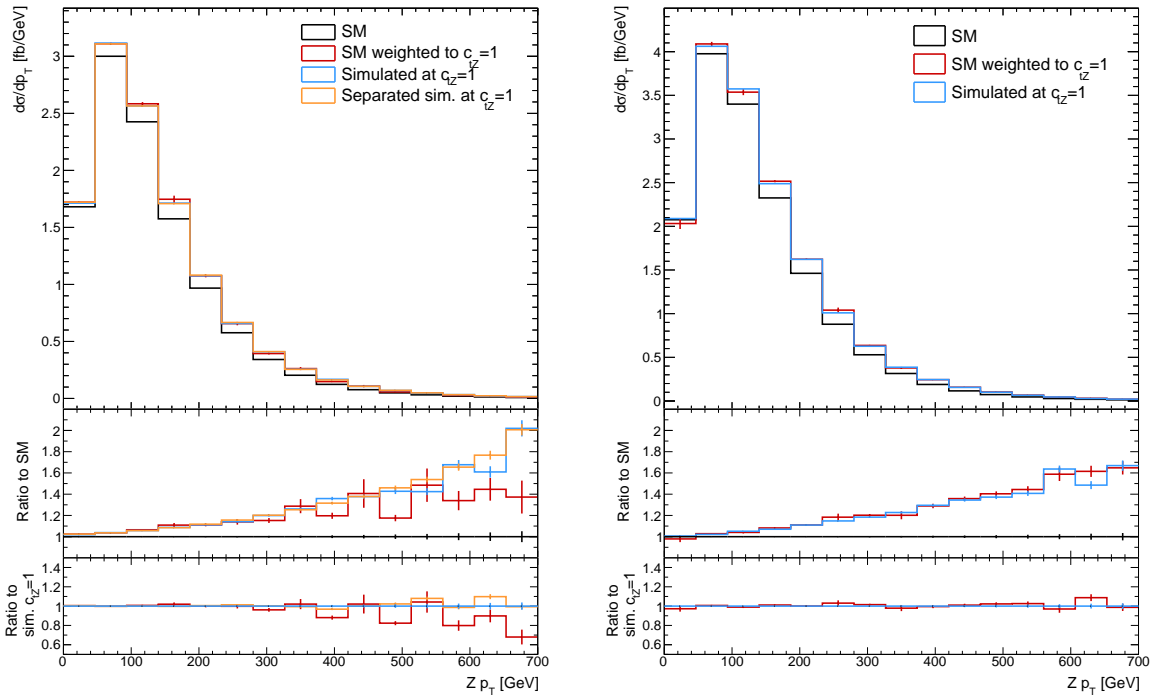 dσ/dp_T [fb/GeV]
SM
SM weighted to c_tZ=1
Simulated at c_tZ=1
Separated sim. at c_tZ=1
3
2.5
2
1.5
1
0.5
0
Ratio to SM
2
1.8
1.6
1.4
1.2
1
Ratio to
sim. c_tZ=1
1.4
1.2
1
0.8
0.6
0 100 200 300 400 500 600 700
Z p_T [GeV]
dσ/dp_T [fb/GeV]
SM
SM weighted to c_tZ=1
Simulated at c_tZ=1
4
3.5
3
2.5
2
1.5
1
0.5
0
Ratio to SM
2
1.8
1.6
1.4
1.2
1
Ratio to
sim. c_tZ=1
1.4
1.2
1
0.8
0.6
0 100 200 300 400 500 600 700
Z p_T [GeV]